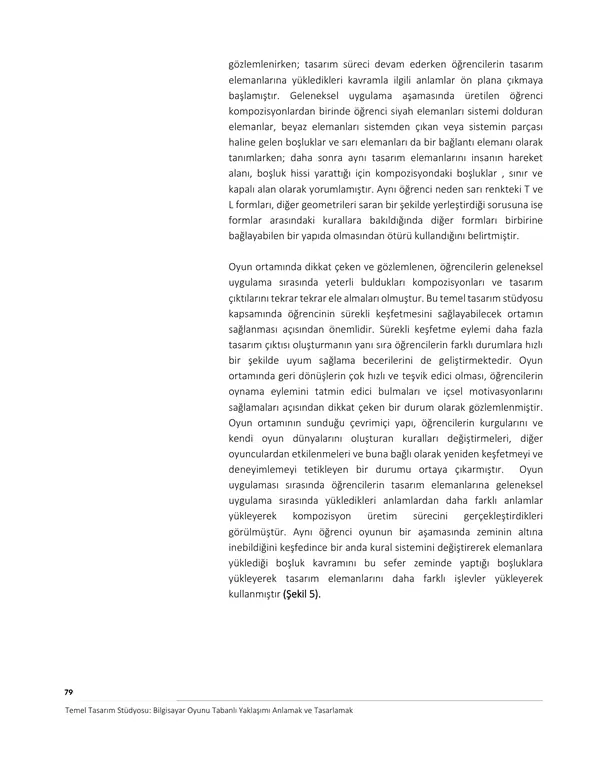 gözlemlenirken; tasarım süreci devam ederken öğrencilerin tasarım
elemanlarına yükledikleri kavramla ilgili anlamlar ön plana çıkmaya
başlamıştır. Geleneksel uygulama aşamasında üretilen öğrenci
kompozisyonlardan birinde öğrenci siyah elemanları sistemi dolduran
elemanlar, beyaz elemanları sistemden çıkan veya sistemin parçası
haline gelen boşluklar ve sarı elemanları da bir bağlantı elemanı olarak
tanımlarken; daha sonra aynı tasarım elemanlarını insanın hareket
alanı, boşluk hissi yarattığı için kompozisyondaki boşluklar , sınır ve
kapalı alan olarak yorumlamıştır. Aynı öğrenci neden sarı renkteki T ve
L formları, diğer geometrileri saran bir şekilde yerleştirdiği sorusuna ise
formlar arasındaki kurallara bakıldığında diğer formları birbirine
bağlayabilen bir yapıda olmasından ötürü kullandığını belirtmiştir.
Oyun ortamında dikkat çeken ve gözlemlenen, öğrencilerin geleneksel
uygulama sırasında yeterli buldukları kompozisyonları ve tasarım
çıktılarını tekrar tekrar ele almaları olmuştur. Bu temel tasarım stüdyosu
kapsamında öğrencinin sürekli keşfetmesini sağlayabilecek ortamın
sağlanması açısından önemlidir. Sürekli keşfetme eylemi daha fazla
tasarım çıktısı oluşturmanın yanı sıra öğrencilerin farklı durumlara hızlı
bir şekilde uyum sağlama becerilerini de geliştirmektedir. Oyun
ortamında geri dönüşlerin çok hızlı ve teşvik edici olması, öğrencilerin
oynama eylemini tatmin edici bulmaları ve içsel motivasyonlarını
sağlamaları açısından dikkat çeken bir durum olarak gözlemlenmiştir.
Oyun ortamının sunduğu çevrimiçi yapı, öğrencilerin kurgularını ve
kendi oyun dünyalarını oluşturan kuralları değiştirmeleri, diğer
oyunculardan etkilenmeleri ve buna bağlı olarak yeniden keşfetmeyi ve
deneyimlemeyi tetikleyen bir durumu ortaya çıkarmıştır. Oyun
uygulaması sırasında öğrencilerin tasarım elemanlarına geleneksel
uygulama sırasında yükledikleri anlamlardan daha farklı anlamlar
yükleyerek kompozisyon üretim sürecini gerçekleştirdikleri
görülmüştür. Aynı öğrenci oyunun bir aşamasında zeminin altına
inebildiğini keşfedince bir anda kural sistemini değiştirerek elemanlara
yüklediği boşluk kavramını bu sefer zeminde yaptığı boşluklara
yükleyerek tasarım elemanlarını daha farklı işlevler yükleyerek
kullanmıştır (Şekil 5).
79
Temel Tasarım Stüdyosu: Bilgisayar Oyunu Tabanlı Yaklaşımı Anlamak ve Tasarlamak